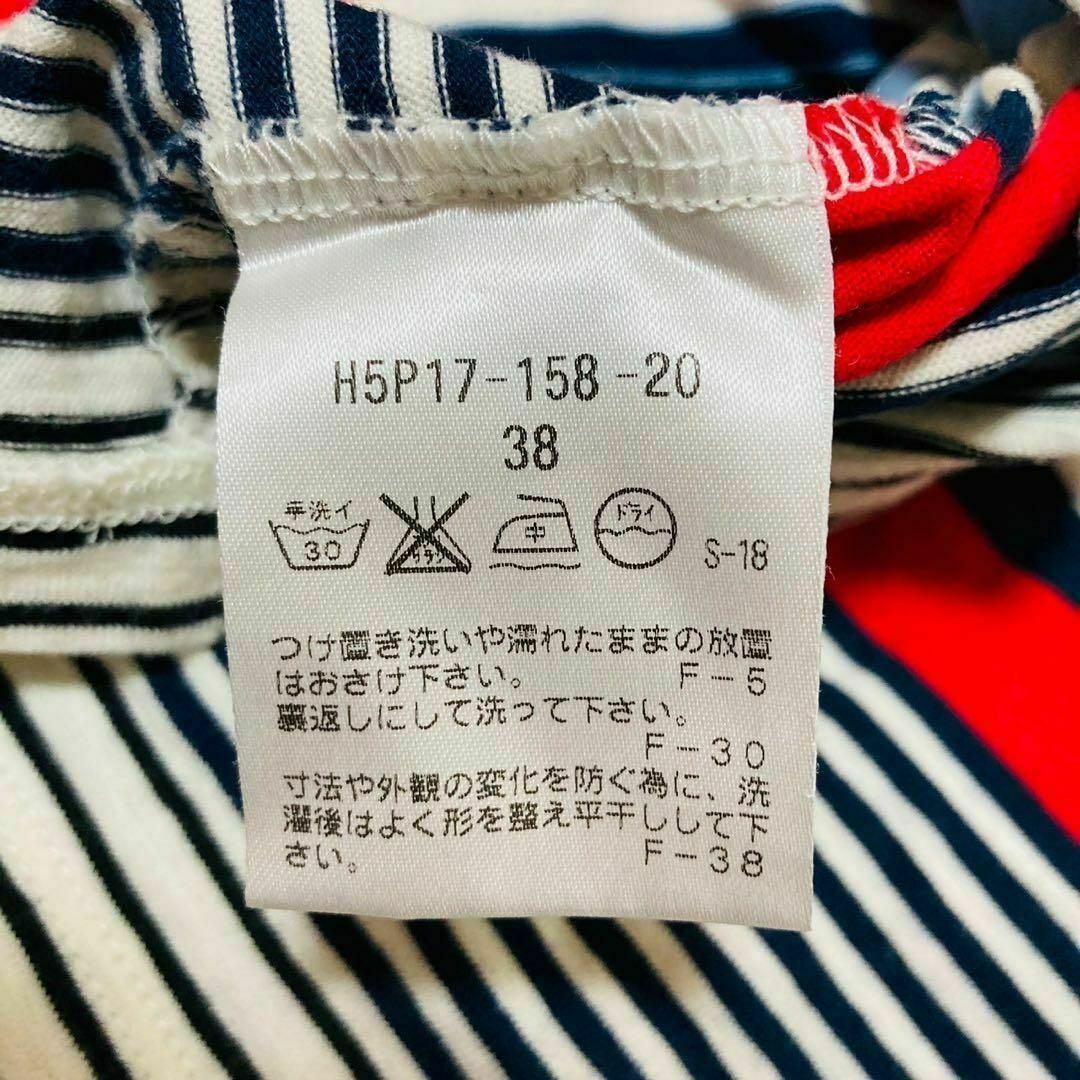 H5P17-158-20
38
手洗イ
30
中
ドライ
S-18
つけ置き洗いや濡れたままの放置
はおさけ下さい。 F-5
裏返しにして洗って下さい。
F-30
寸法や外観の変化を防ぐ為に、洗
濯後はよく形を整え平干しして下
さい。 F-38